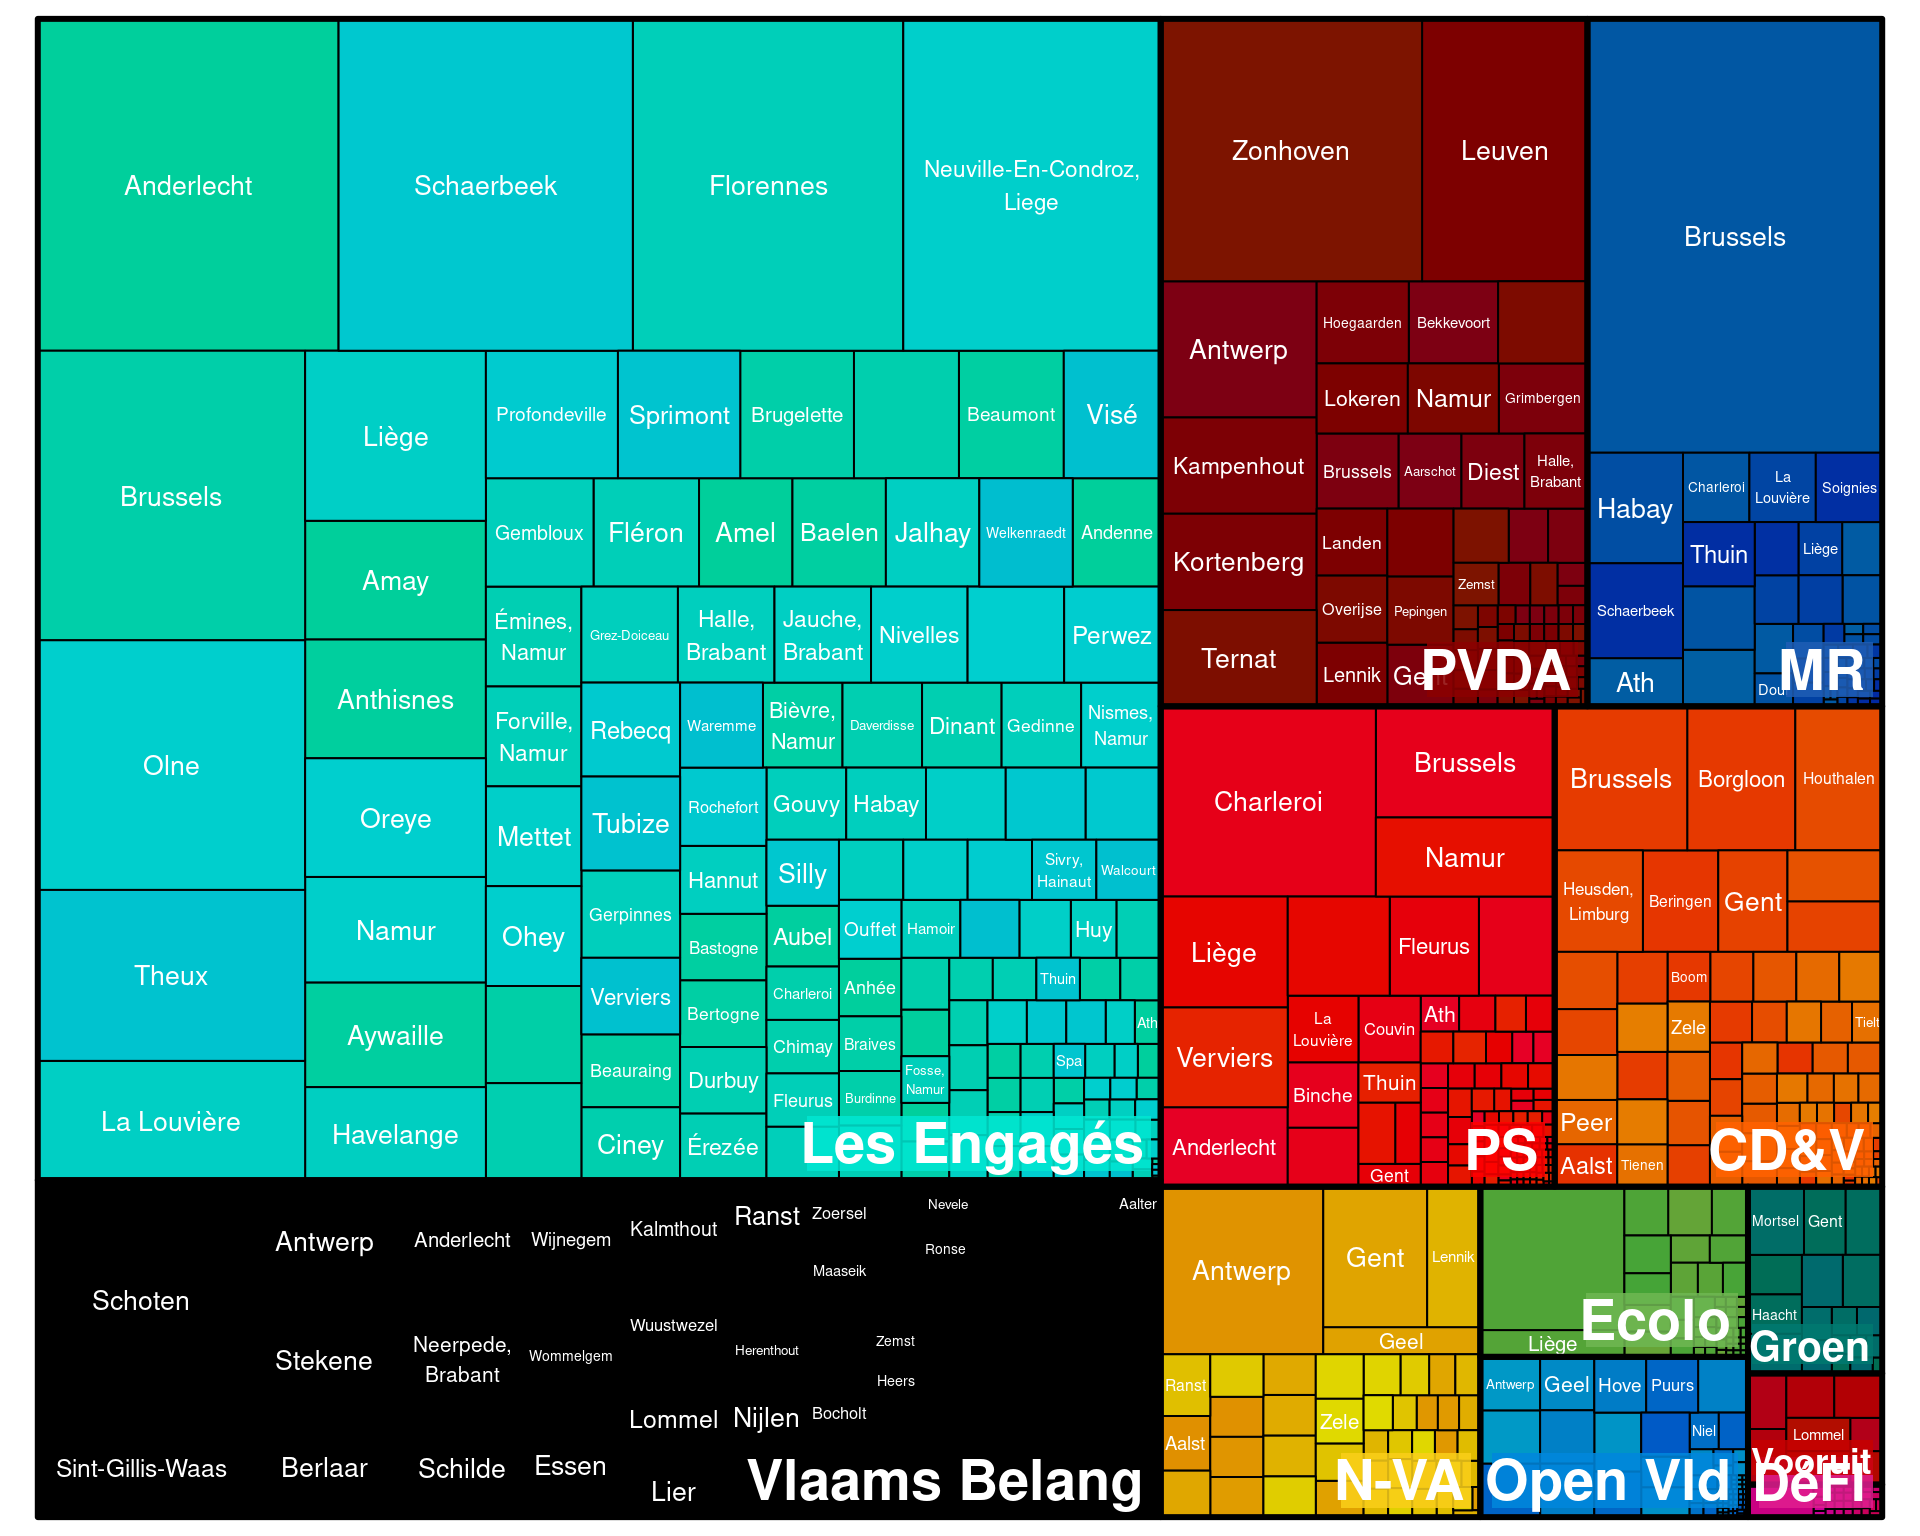 Anderlecht
Schaerbeek
Florennes
Neuville-En-Condroz,
Liege
Brussels
Olne
Theux
La Louvière
Liège
Amay
Anthisnes
Oreye
Namur
Aywaille
Havelange
Profondeville
Sprimont
Brugelette
Beaumont
Visé
Gembloux
Fléron
Amel
Baelen
Jalhay
Welkenraedt
Andenne
Émines,
Namur
Forville,
Namur
Mettet
Ohey
Grez-Doiceau
Halle,
Brabant
Jauche,
Brabant
Nivelles
Perwez
Rebecq
Tubize
Gerpinnes
Verviers
Beauraing
Ciney
Waremme
Bièvre,
Namur
Daverdisse
Dinant
Gedinne
Nismes,
Namur
Rochefort
Hannut
Bastogne
Bertogne
Durbuy
Érezée
Gouvy
Habay
Silly
Aubel
Charleroi
Chimay
Fleurus
Sivry,
Hainaut
Walcourt
Ouffet
Hamoir
Huy
Anhée
Braives
Burdinne
Thuin
Ath
Fosse,
Namur
Spa
Les Engagés
Zonhoven
Leuven
Antwerp
Kampenhout
Kortenberg
Ternat
Hoegaarden
Bekkevoort
Lokeren
Namur
Grimbergen
Brussels
Aarschot
Diest
Halle,
Brabant
Landen
Overijse
Lennik
Pepingen
Zemst
PVDA
Brussels
Habay
Schaerbeek
Ath
Charleroi
La
Louvière
Soignies
Thuin
Liège
MR
Charleroi
Brussels
Namur
Liège
Verviers
Anderlecht
Fleurus
La
Louvière
Couvin
Ath
Binche
Thuin
Gent
PS
Brussels
Borgloon
Houthalen
Heusden,
Limburg
Beringen
Gent
Boom
Zele
Tielt
Peer
Aalst
Tienen
CD&V
Schoten
Sint-Gillis-Waas
Antwerp
Stekene
Berlaar
Anderlecht
Neerpede,
Brabant
Schilde
Wijnegem
Wommelgem
Essen
Kalmthout
Wuustwezel
Lommel
Lier
Ranst
Herenthout
Nijlen
Zoersel
Maaseik
Bocholt
Nevele
Ronse
Zemst
Heers
Aalter
Vlaams Belang
Antwerp
Gent
Lennik
Geel
Ranst
Aalst
Zele
N-VA
Liège
Ecolo
Mortsel
Gent
Haacht
Groen
Antwerp
Geel
Hove
Puurs
Niel
Open Vld
Lommel
Vooruit
DéFI